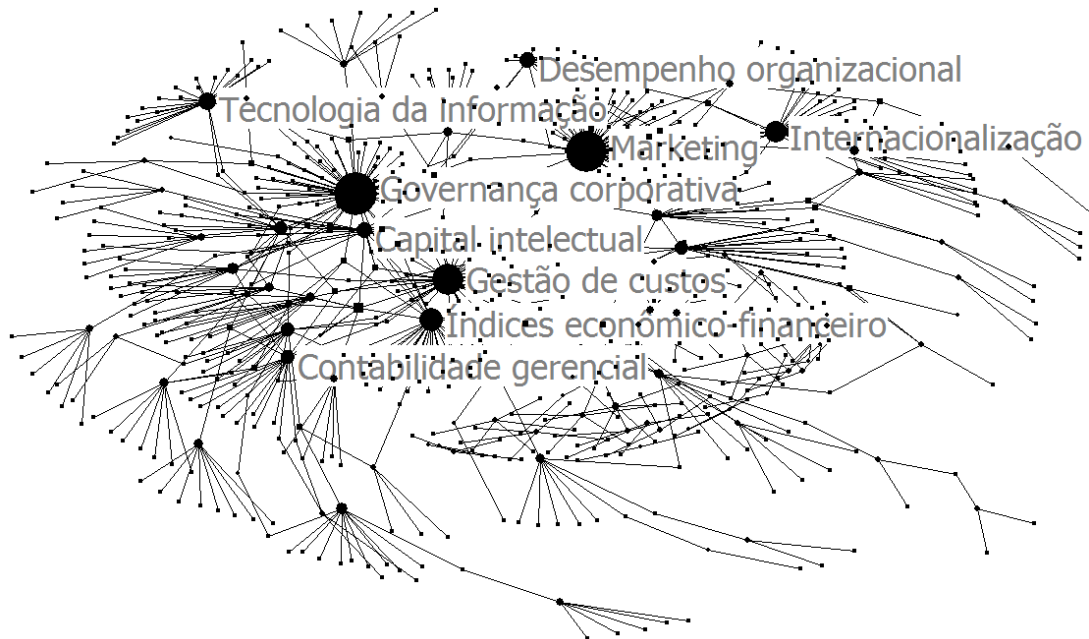 Desempenho organizacional
Tecnologia da Informação
Internacionalização
Marketing
Governança corporativa
Capital intelectual
Gestão de custos
Índices econômico-financeiro
Contabilidade gerencial